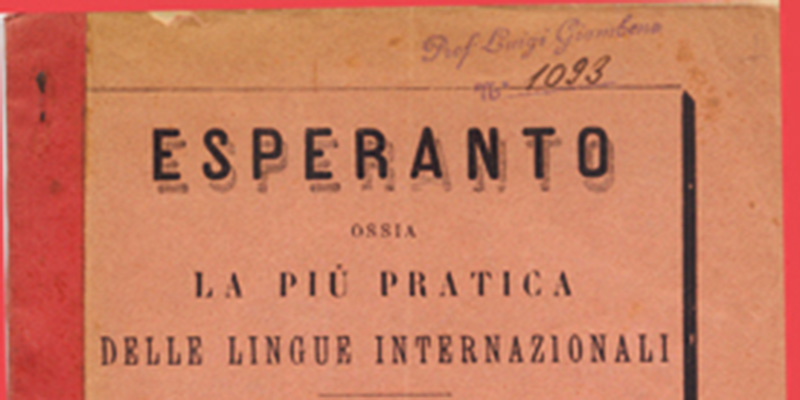 Prof. Luigi Giambene
N° 1093
ESPERANTO
OSSIA
LA PIÙ PRATICA
DELLE LINGUE INTERNAZIONALI